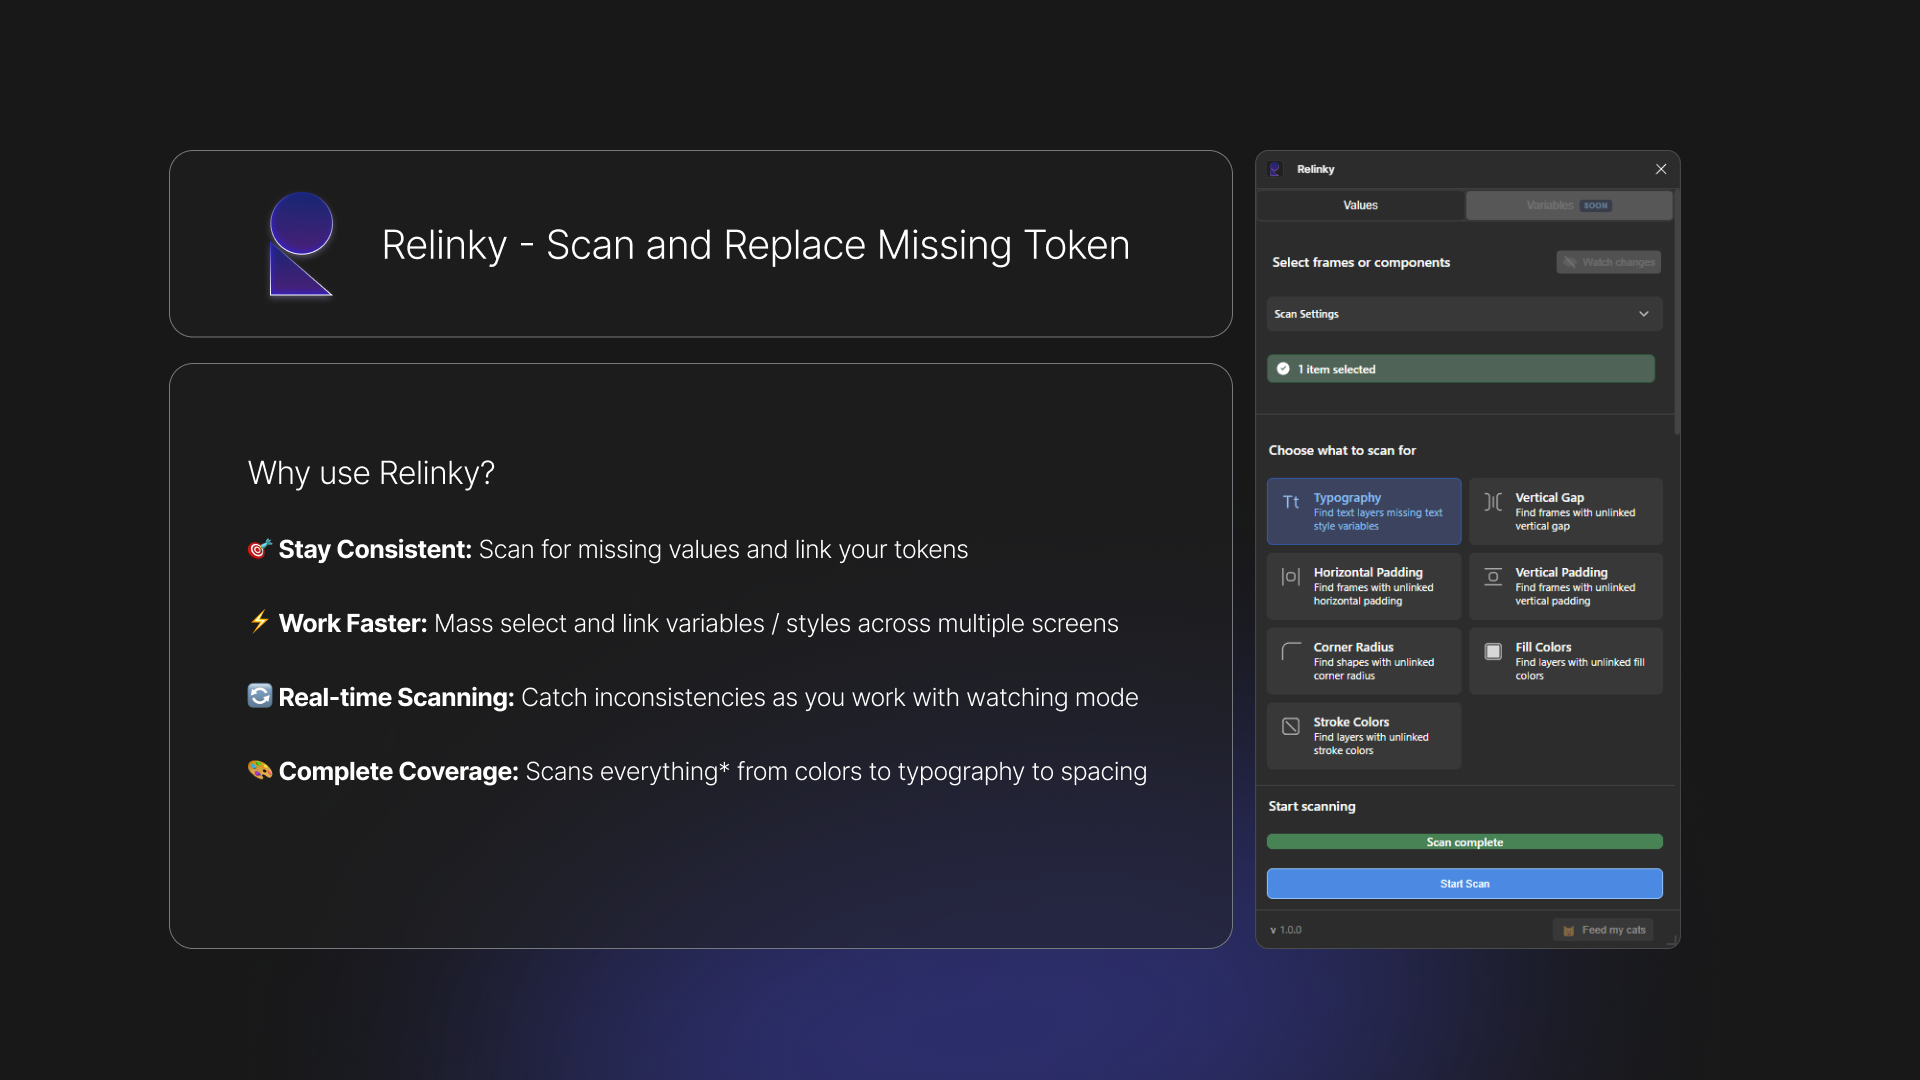 Relinky - Scan and Replace Missing Token
Why use Relinky?
🎯 Stay Consistent: Scan for missing values and link your tokens
⚡ Work Faster: Mass select and link variables / styles across multiple screens
🔄 Real-time Scanning: Catch inconsistencies as you work with watching mode
🎨 Complete Coverage: Scans everything* from colors to typography to spacing
Relinky
Values
Variables SOON
Select frames or components
Watch changes
Scan Settings
1 item selected
Choose what to scan for
Typography
Find text layers missing text
style variables
Vertical Gap
Find frames with unlinked
vertical gap
Horizontal Padding
Find frames with unlinked
horizontal padding
Vertical Padding
Find frames with unlinked
vertical padding
Corner Radius
Find shapes with unlinked
corner radius
Fill Colors
Find layers with unlinked fill
colors
Stroke Colors
Find layers with unlinked
stroke colors
Start scanning
Scan complete
Start Scan
v 1.0.0
Feed my cats